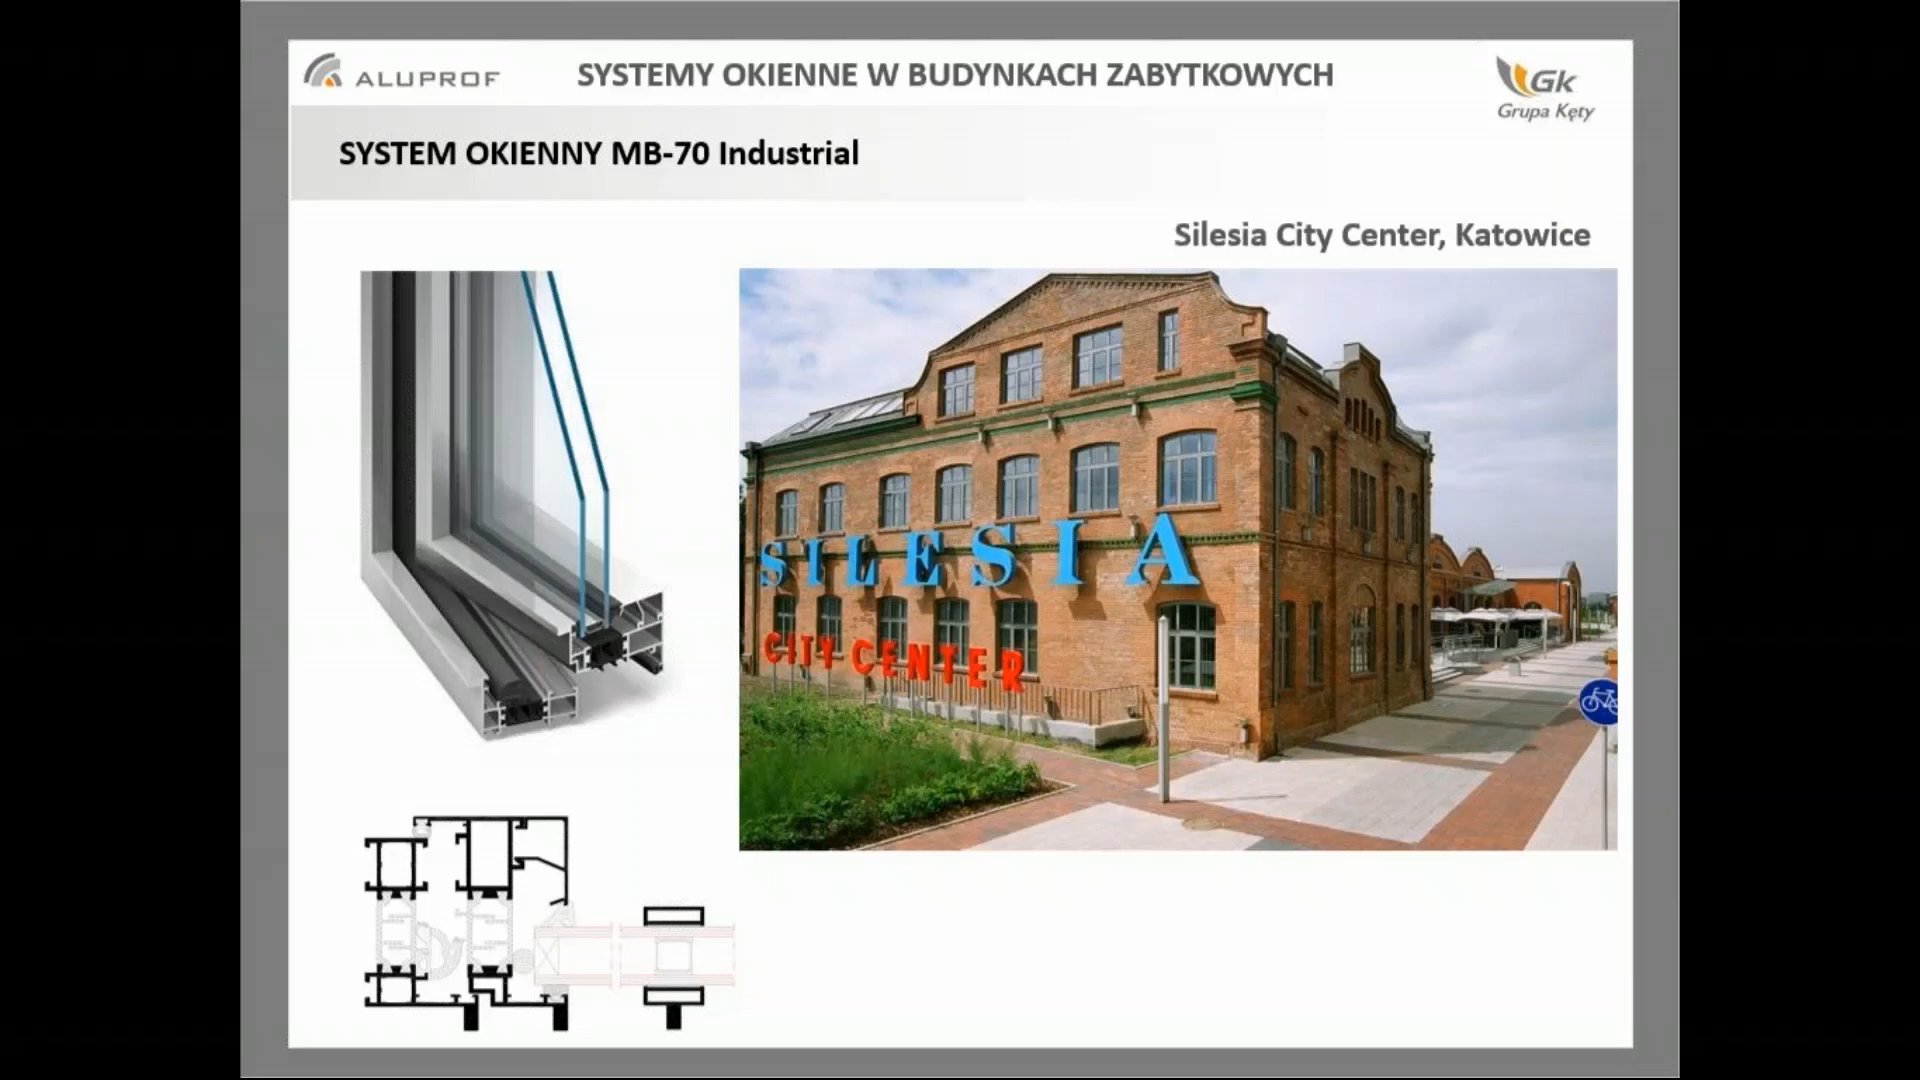 ALUPROF
SYSTEMY OKIENNE W BUDYNKACH ZABYTKOWYCH
Gk
Grupa Kęty
SYSTEM OKIENNY MB-70 Industrial
Silesia City Center, Katowice
SILESIA
CITY CENTER